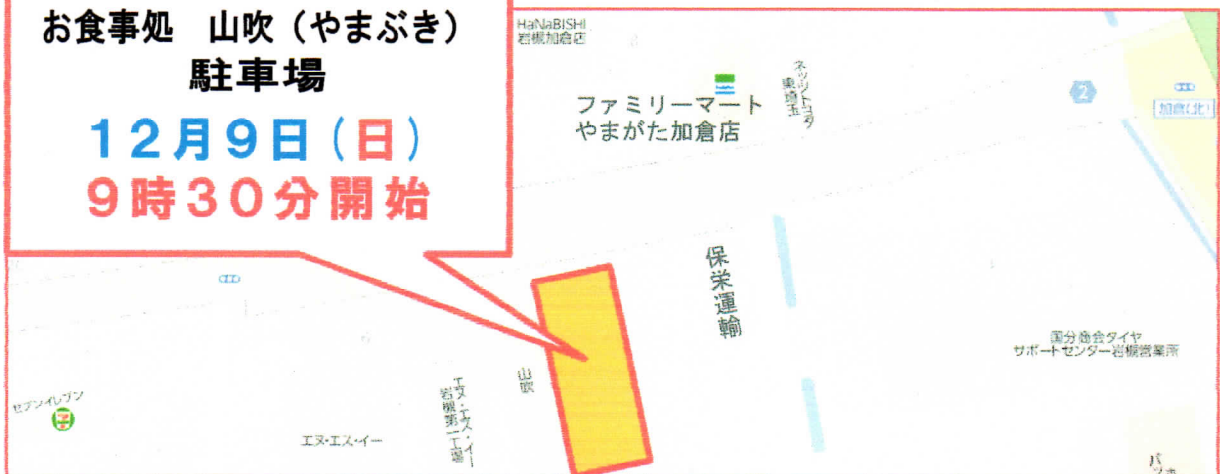 お食事処 山吹（やまぶき）
駐車場
12月9日（日）
9時30分開始
HaNaBISHI
岩槻加倉店
ファミリーマート
やまがた加倉店
ネッツトヨタ
東埼玉
2
加倉(北)
保栄運輸
国分商会タイヤ
サポートセンター岩槻営業所
山吹
エヌ・エス・イー
岩槻第一工場
セブンイレブン
エヌ・エス・イー